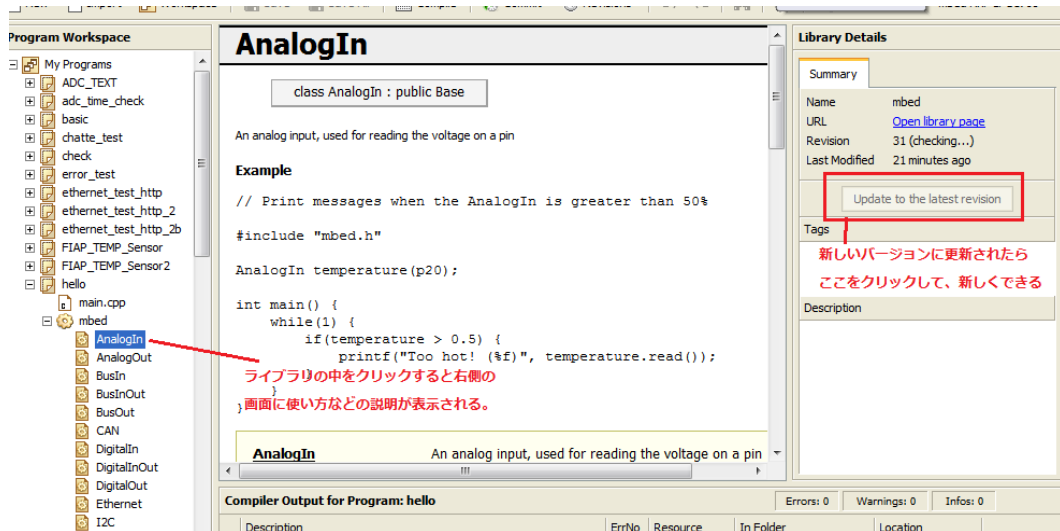 Program Workspace
My Programs
ADC_TEXT
adc_time_check
basic
chatte_test
check
error_test
ethernet_test_http
ethernet_test_http_2
ethernet_test_http_2b
FIAP_TEMP_Sensor
FIAP_TEMP_Sensor2
hello
main.cpp
mbed
AnalogIn
AnalogOut
BusIn
BusInOut
BusOut
CAN
DigitalIn
DigitalInOut
DigitalOut
Ethernet
I2C
AnalogIn
class AnalogIn : public Base
An analog input, used for reading the voltage on a pin
Example
// Print messages when the AnalogIn is greater than 50%
#include "mbed.h"
AnalogIn temperature(p20);
int main() {
while(1) {
if(temperature > 0.5) {
printf("Too hot! (%f)", temperature.read());
ライブラリの中をクリックすると右側の
}
}画面に使い方などの説明が表示される。
AnalogIn An analog input, used for reading the voltage on a pin
Compiler Output for Program: hello Errors: 0 Warnings: 0 Infos: 0
Description ErrNo Resource In Folder Location
Library Details
Summary
Name mbed
URL Open library page
Revision 31 (checking...)
Last Modified 21 minutes ago
Update to the latest revision
Tags
新しいバージョンに更新されたら
ここをクリックして、新しくできる
Description